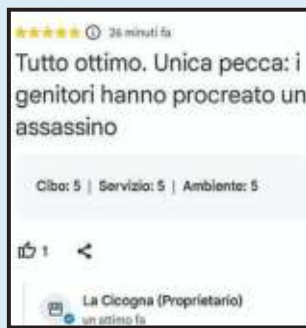 26 minuti fa
Tutto ottimo. Unica pecca: i
genitori hanno procreato un
assassino
Cibo: 5 | Servizio: 5 | Ambiente: 5
1
La Cicogna (Proprietario)
un attimo fa